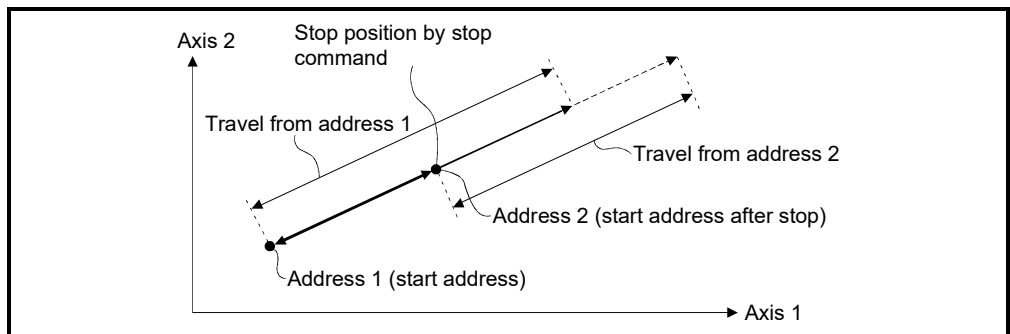 Stop position by stop
command
Axis 2
Travel from address 1
Travel from address 2
Address 2 (start address after stop)
Address 1 (start address)
Axis 1